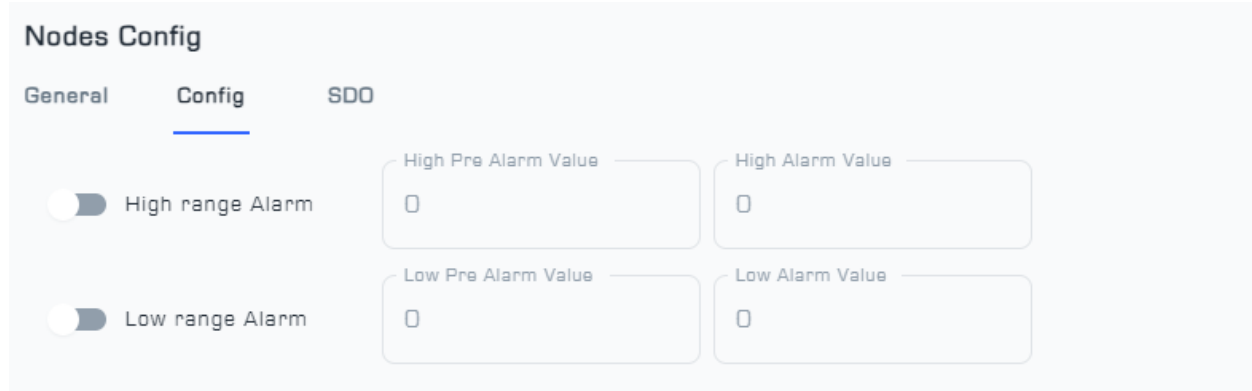 Nodes Config
General Config SDO
High Pre Alarm Value High Alarm Value
High range Alarm 0 0
Low Pre Alarm Value Low Alarm Value
Low range Alarm 0 0